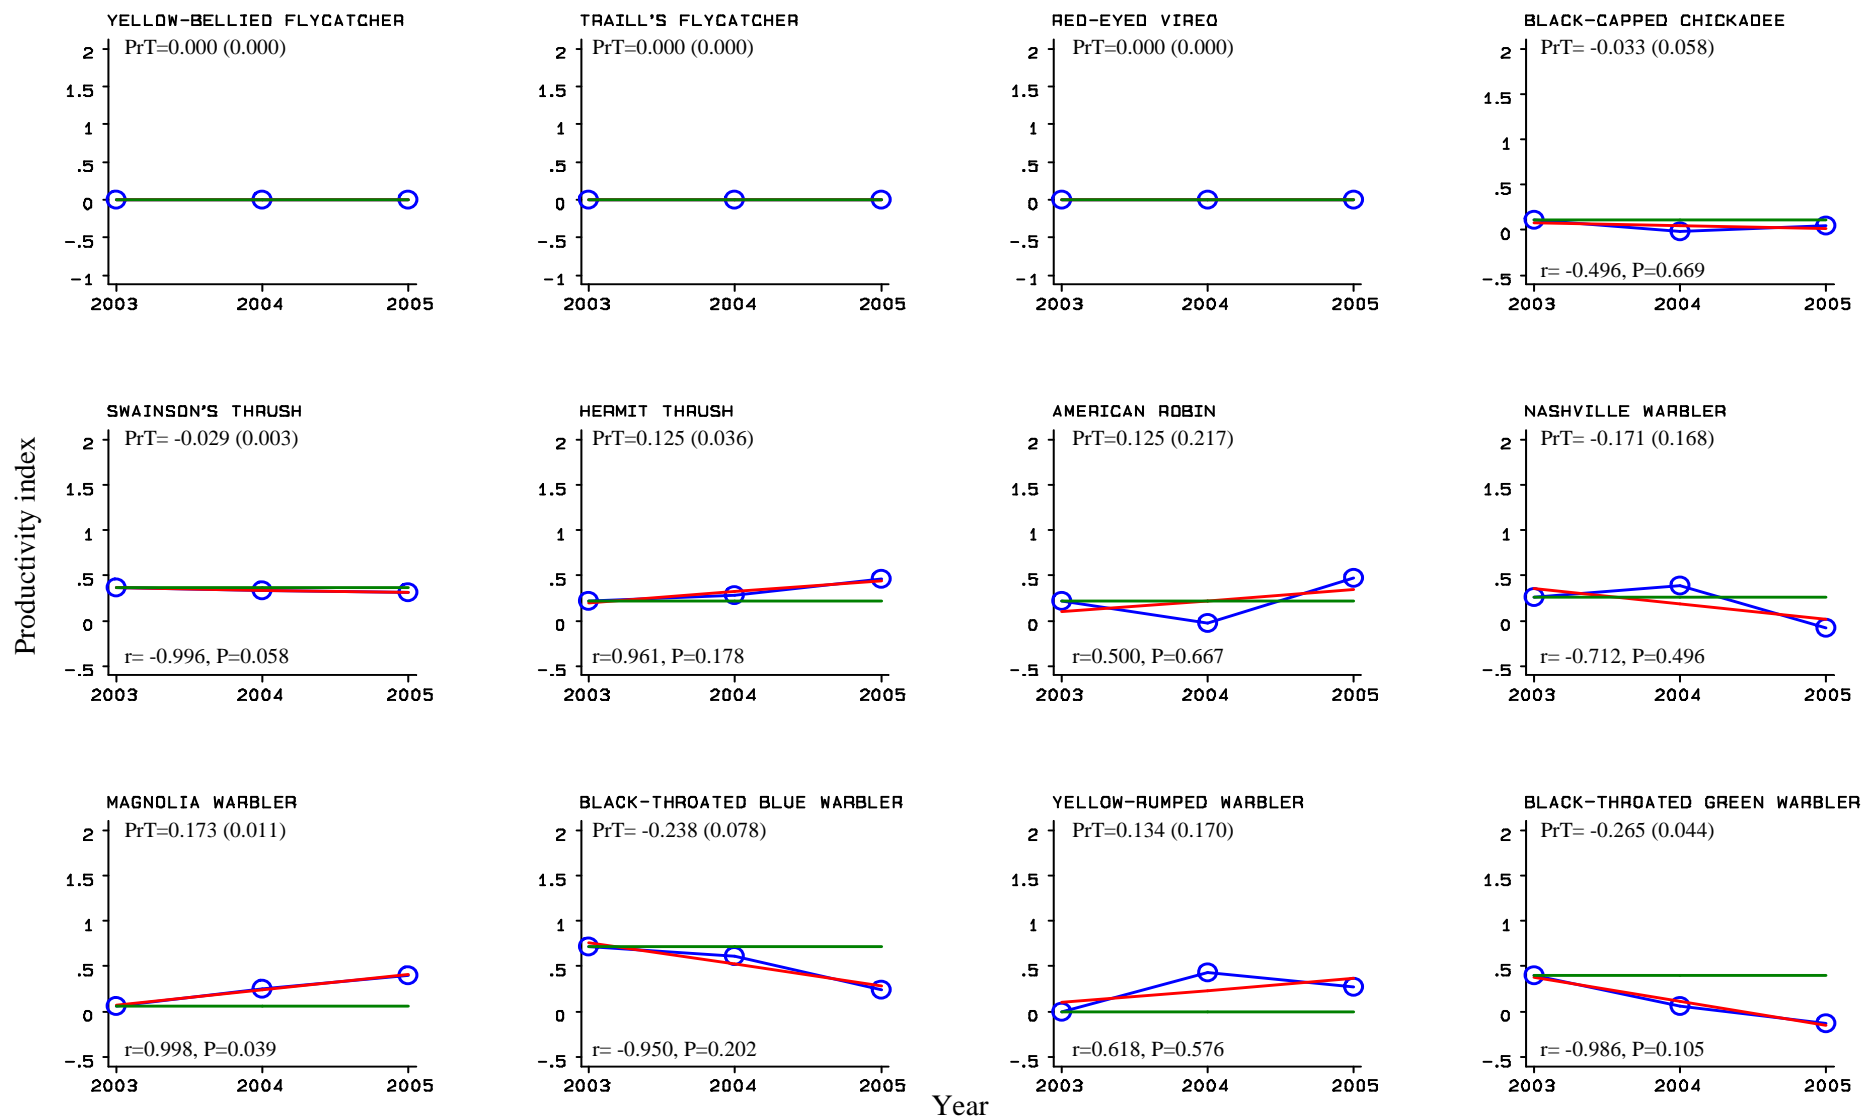 YELLOW-BELLIED FLYCATCHER
PrT=0.000 (0.000)
2
1.5
1
.5
0
-.5
-1
2003 2004 2005
TRAILL'S FLYCATCHER
PrT=0.000 (0.000)
2
1.5
1
.5
0
-.5
-1
2003 2004 2005
RED-EYED VIREO
PrT=0.000 (0.000)
2
1.5
1
.5
0
-.5
-1
2003 2004 2005
BLACK-CAPPED CHICKADEE
PrT= -0.033 (0.058)
2
1.5
1
.5
0
-.5
r= -0.496, P=0.669
2003 2004 2005
Productivity index
SWAINSON'S THRUSH
PrT= -0.029 (0.003)
2
1.5
1
.5
0
-.5
r= -0.996, P=0.058
2003 2004 2005
HERMIT THRUSH
PrT=0.125 (0.036)
2
1.5
1
.5
0
-.5
r=0.961, P=0.178
2003 2004 2005
AMERICAN ROBIN
PrT=0.125 (0.217)
2
1.5
1
.5
0
-.5
r=0.500, P=0.667
2003 2004 2005
NASHVILLE WARBLER
PrT= -0.171 (0.168)
2
1.5
1
.5
0
-.5
r= -0.712, P=0.496
2003 2004 2005
MAGNOLIA WARBLER
PrT=0.173 (0.011)
2
1.5
1
.5
0
-.5
r=0.998, P=0.039
2003 2004 2005
BLACK-THROATED BLUE WARBLER
PrT= -0.238 (0.078)
2
1.5
1
.5
0
-.5
r= -0.950, P=0.202
2003 2004 2005
YELLOW-RUMPED WARBLER
PrT=0.134 (0.170)
2
1.5
1
.5
0
-.5
r=0.618, P=0.576
2003 2004 2005
BLACK-THROATED GREEN WARBLER
PrT= -0.265 (0.044)
2
1.5
1
.5
0
-.5
r= -0.986, P=0.105
2003 2004 2005
Year